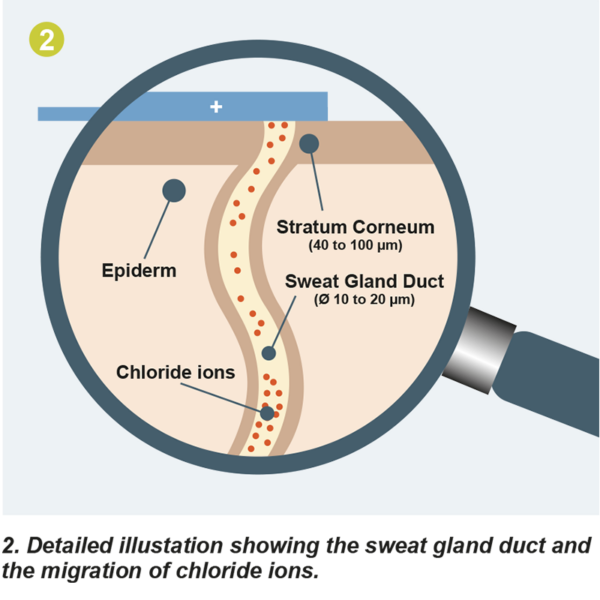 2
+
Stratum Corneum
(40 to 100 µm)
Epiderm
Sweat Gland Duct
(Ø 10 to 20 µm)
Chloride ions
2. Detailed illustation showing the sweat gland duct and
the migration of chloride ions.